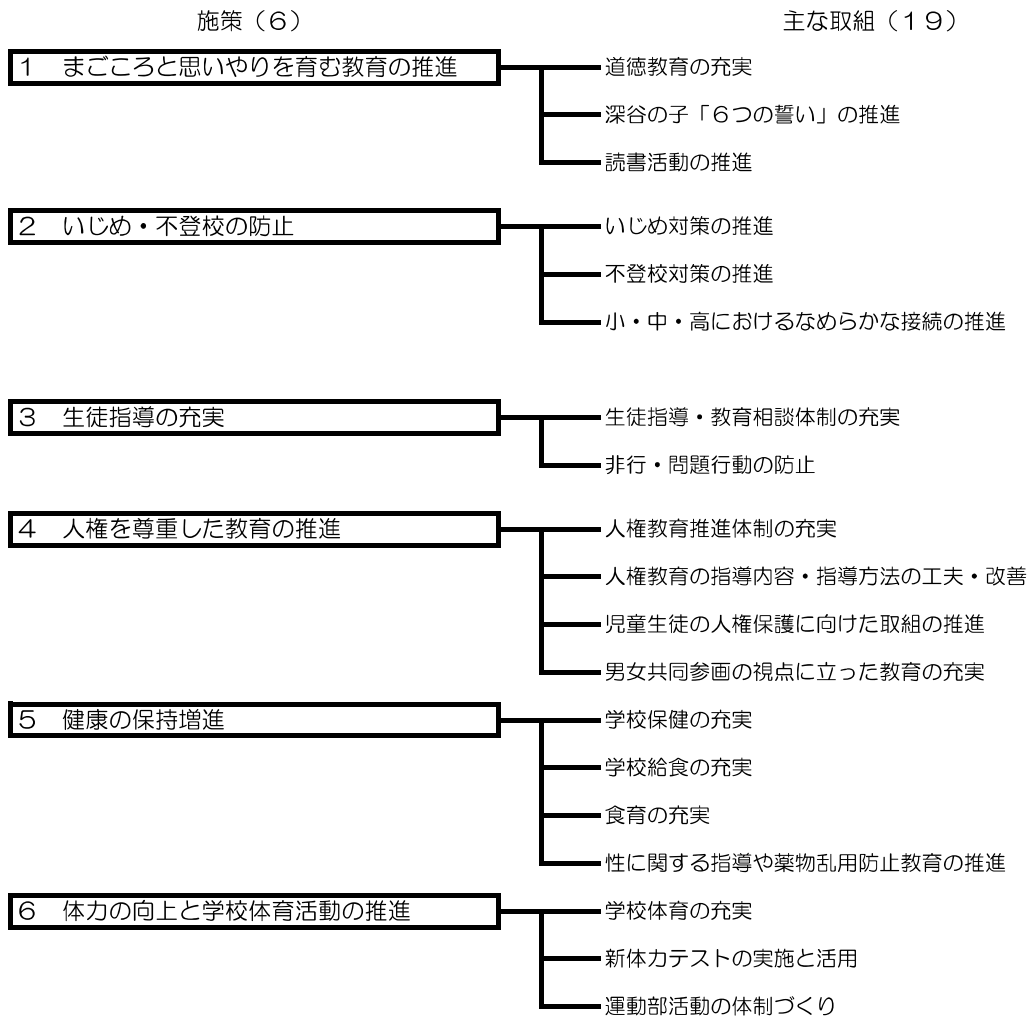 施策（６）
主な取組（１９）
１　まごころと思いやりを育む教育の推進
道徳教育の充実
深谷の子「６つの誓い」の推進
読書活動の推進
２　いじめ・不登校の防止
いじめ対策の推進
不登校対策の推進
小・中・高におけるなめらかな接続の推進
３　生徒指導の充実
生徒指導・教育相談体制の充実
非行・問題行動の防止
４　人権を尊重した教育の推進
人権教育推進体制の充実
人権教育の指導内容・指導方法の工夫・改善
児童生徒の人権保護に向けた取組の推進
男女共同参画の視点に立った教育の充実
５　健康の保持増進
学校保健の充実
学校給食の充実
食育の充実
性に関する指導や薬物乱用防止教育の推進
６　体力の向上と学校体育活動の推進
学校体育の充実
新体力テストの実施と活用
運動部活動の体制づくり